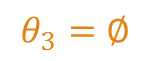 θ₃ = ∅